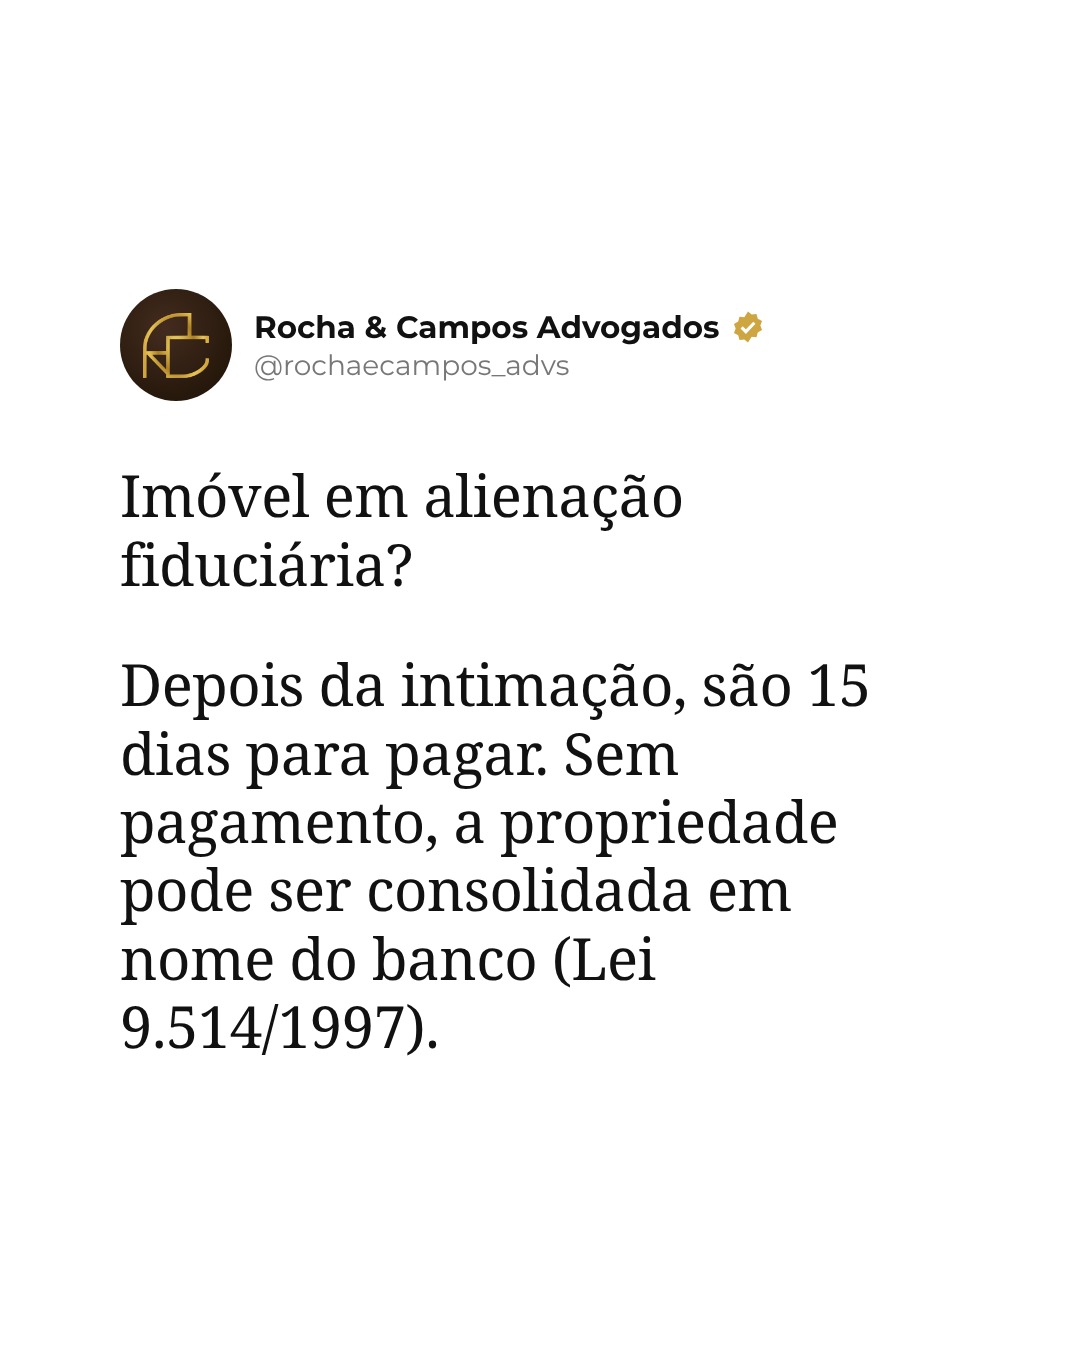 Rocha & Campos Advogados
@rochaecampos_advs
Imóvel em alienação
fiduciária?
Depois da intimação, são 15
dias para pagar. Sem
pagamento, a propriedade
pode ser consolidada em
nome do banco (Lei
9.514/1997).